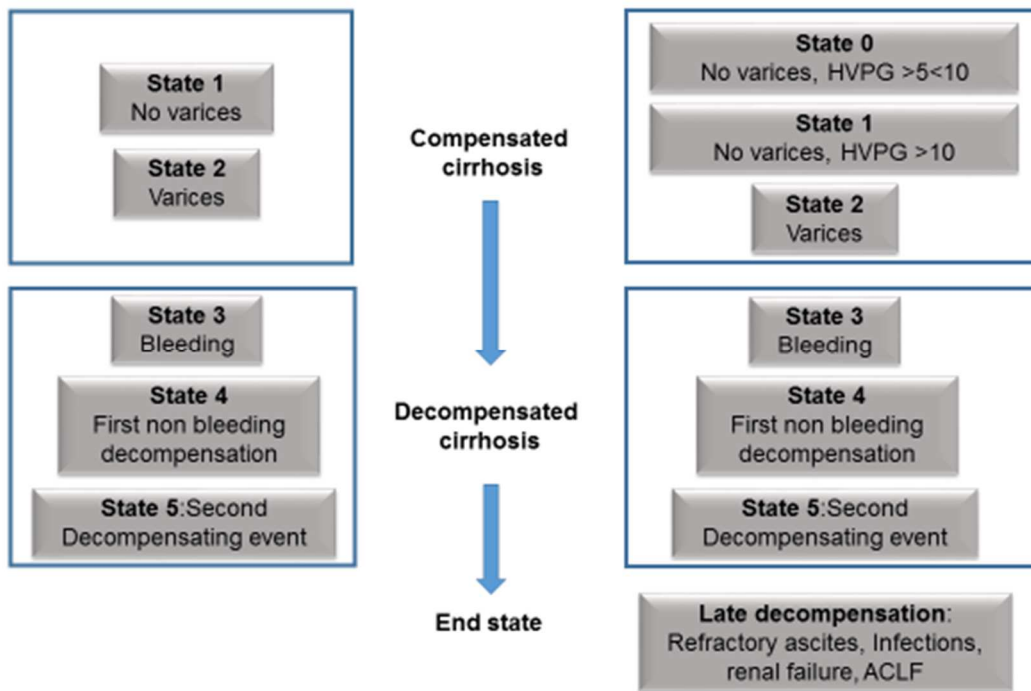 State 1
No varices
State 2
Varices
State 3
Bleeding
State 4
First non bleeding
decompensation
State 5:Second
Decompensating event
Compensated
cirrhosis
Decompensated
cirrhosis
End state
State 0
No varices, HVPG >5<10
State 1
No varices, HVPG >10
State 2
Varices
State 3
Bleeding
State 4
First non bleeding
decompensation
State 5:Second
Decompensating event
Late decompensation:
Refractory ascites, Infections,
renal failure, ACLF